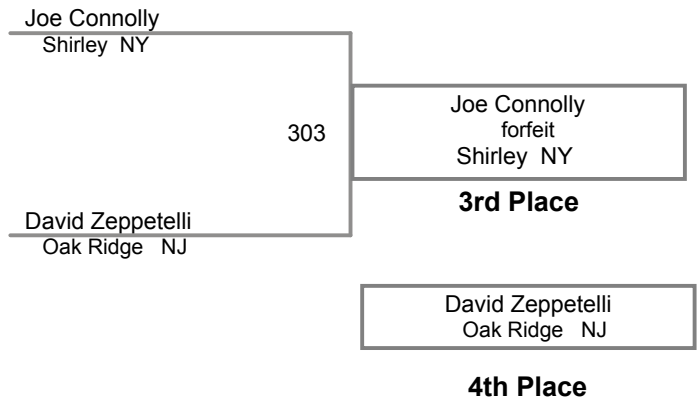 Joe Connolly
Shirley NY
303
Joe Connolly
forfeit
Shirley NY
3rd Place
David Zeppetelli
Oak Ridge NJ
David Zeppetelli
Oak Ridge NJ
4th Place